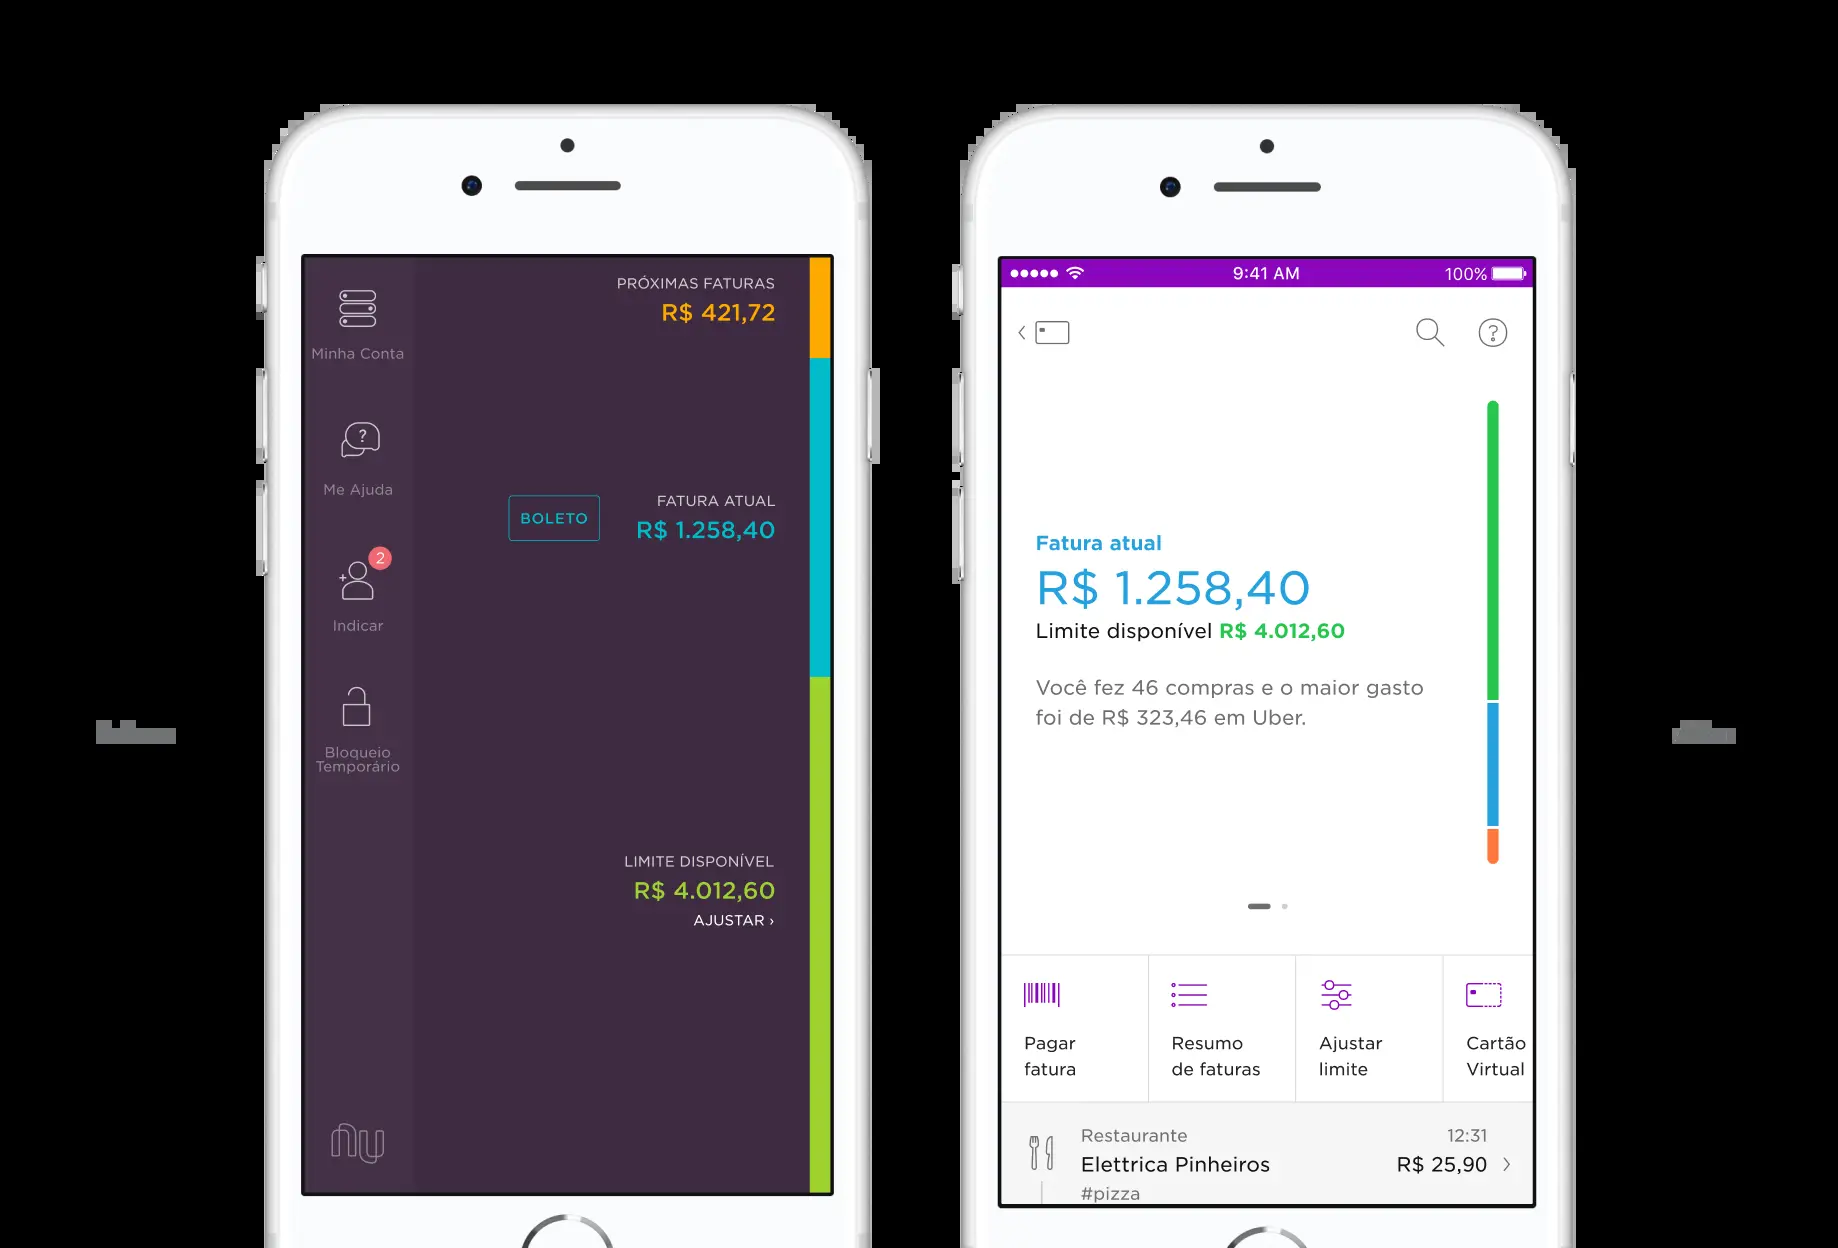 PRÓXIMAS FATURAS
R$ 421,72
Minha Conta
?
Me Ajuda
BOLETO
FATURA ATUAL
R$ 1.258,40
2
Indicar
Bloqueio
Temporário
LIMITE DISPONÍVEL
R$ 4.012,60
AJUSTAR ›
nu
9:41 AM
100%
?
Fatura atual
R$ 1.258,40
Limite disponível R$ 4.012,60
Você fez 46 compras e o maior gasto
foi de R$ 323,46 em Uber.
Pagar
fatura
Resumo
de faturas
Ajustar
limite
Cartão
Virtual
Restaurante
12:31
Elettrica Pinheiros
R$ 25,90
#pizza